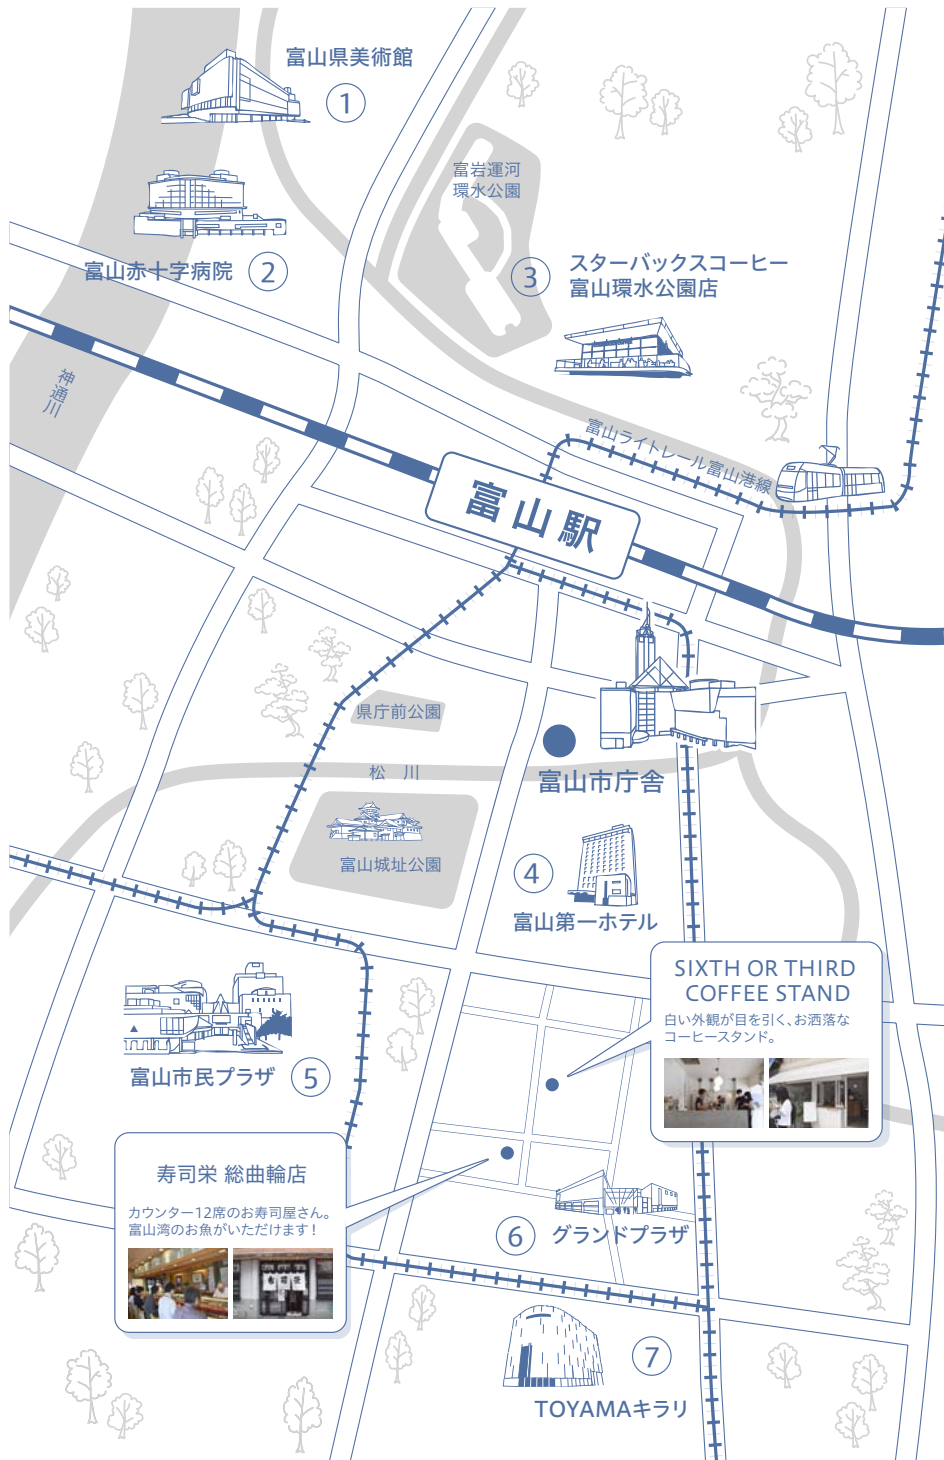 富山県美術館
1
富岩運河
環水公園
富山赤十字病院
2
3
スターバックスコーヒー
富山環水公園店
神通川
富山ライトレール富山港線
富山駅
県庁前公園
松 川
富山市庁舎
富山城址公園
4
富山第一ホテル
SIXTH OR THIRD
COFFEE STAND
白い外観が目を引く、お洒落な
コーヒースタンド。
富山市民プラザ
5
寿司栄 総曲輪店
カウンター12席のお寿司屋さん。
富山湾のお魚がいただけます!
6
グランドプラザ
7
TOYAMAキラリ